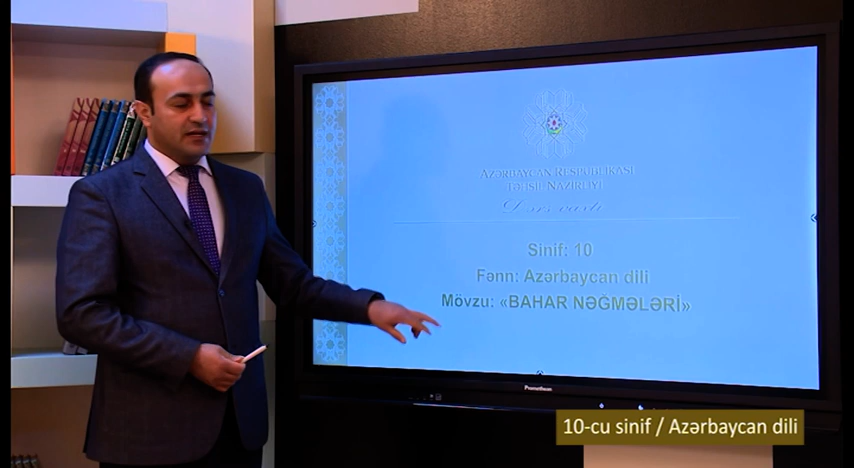 AZƏRBAYCAN RESPUBLİKASI
TƏHSİL NAZİRLİYİ
Dərs vaxtı
Sinif: 10
Fənn: Azərbaycan dili
Mövzu: «BAHAR NƏĞMƏLƏRİ»
Promethean
10-cu sinif / Azərbaycan dili